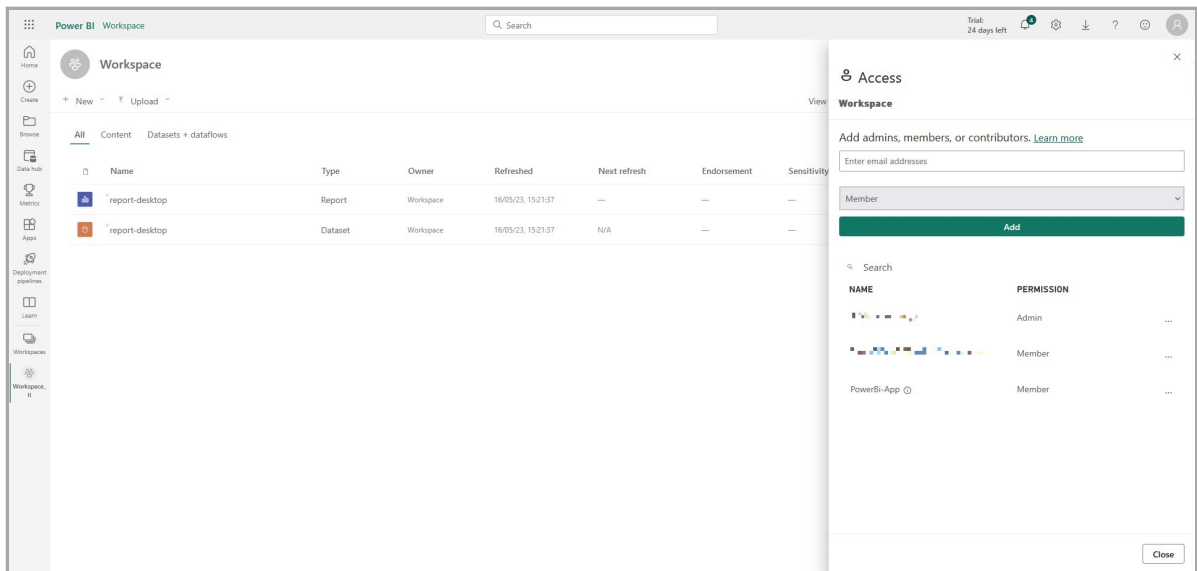 Power BI Workspace
Search
Trial:
24 days left
4
Home
Create
Browse
Data hub
Metrics
Apps
Deployment
pipelines
Learn
Workspaces
Workspace_
II
Workspace
+ New Upload
View
All Content Datasets + dataflows
Name Type Owner Refreshed Next refresh Endorsement Sensitivity
report-desktop Report Workspace 16/05/23, 15:21:37 — — —
report-desktop Dataset Workspace 16/05/23, 15:21:37 N/A — —
Access
Workspace
Add admins, members, or contributors. Learn more
Enter email addresses
Member
Add
Search
NAME PERMISSION
Admin ...
Member ...
PowerBi-App Member ...
Close